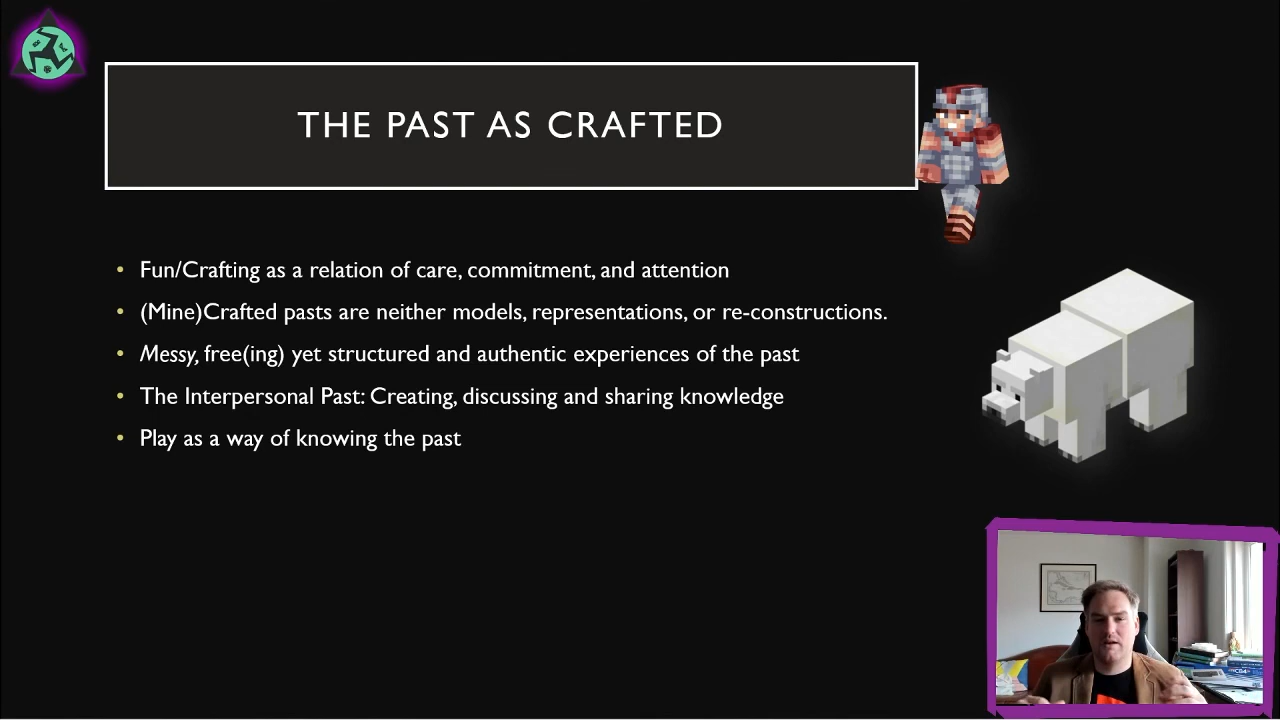 THE PAST AS CRAFTED
• Fun/Crafting as a relation of care, commitment, and attention
• (Mine)Crafted pasts are neither models, representations, or re-constructions.
• Messy, free(ing) yet structured and authentic experiences of the past
• The Interpersonal Past: Creating, discussing and sharing knowledge
• Play as a way of knowing the past